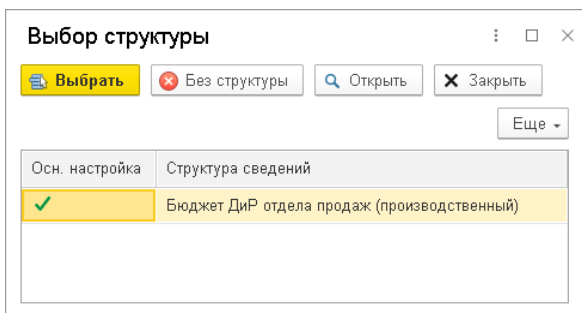 Выбор структуры
Выбрать Без структуры Открыть Закрыть
Еще
Осн. настройка Структура сведений
Бюджет ДиР отдела продаж (производственный)